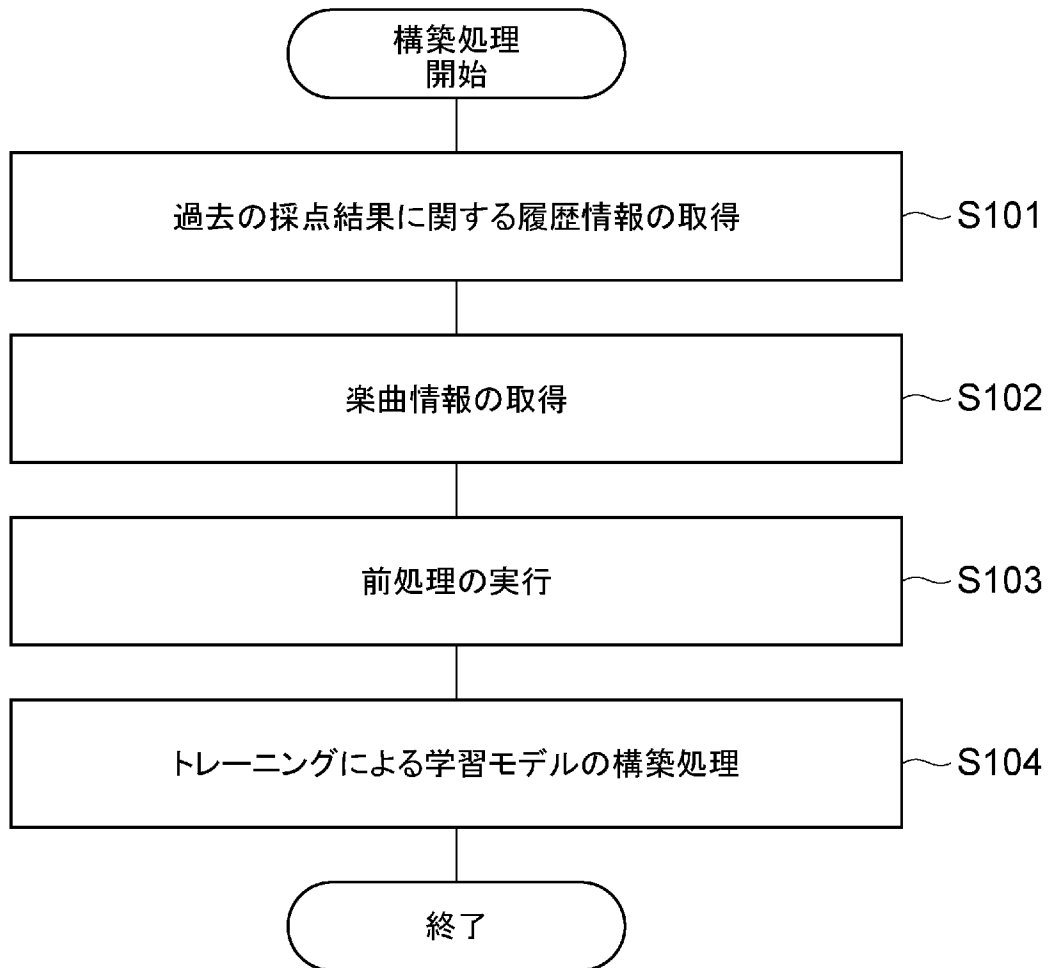 構築処理
開始
過去の採点結果に関する履歴情報の取得
S101
楽曲情報の取得
S102
前処理の実行
S103
トレーニングによる学習モデルの構築処理
S104
終了